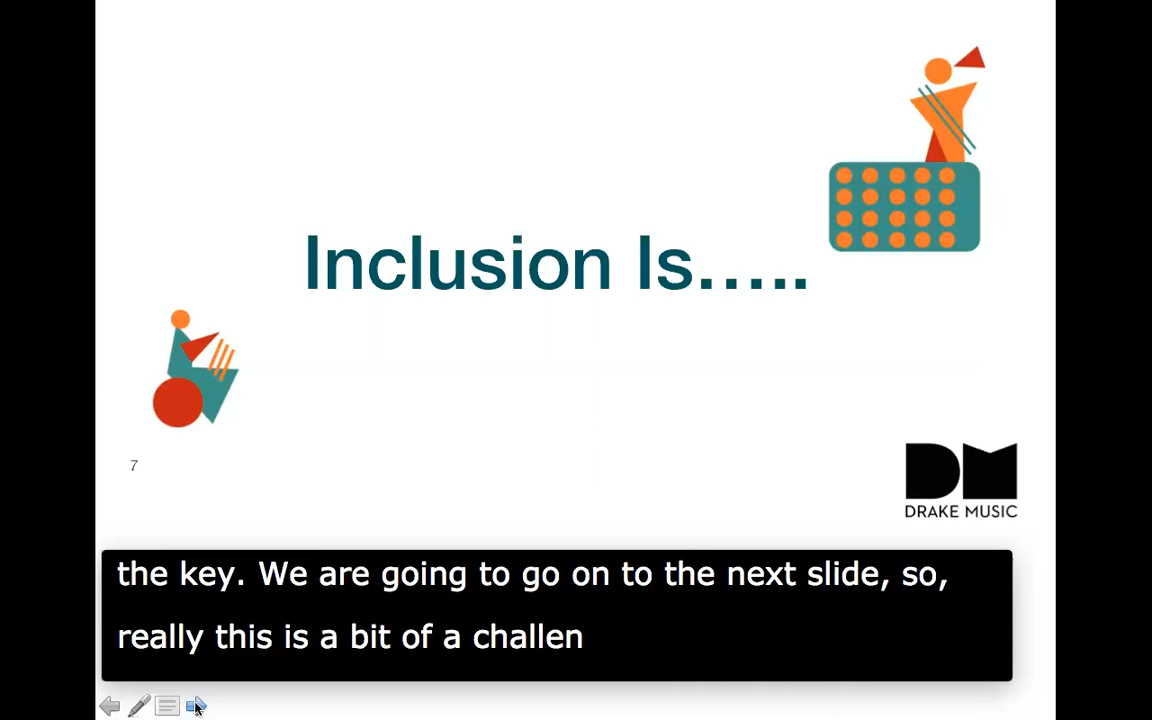 Inclusion Is…..
7
DM
DRAKE MUSIC
the key. We are going to go on to the next slide, so,
really this is a bit of a challen